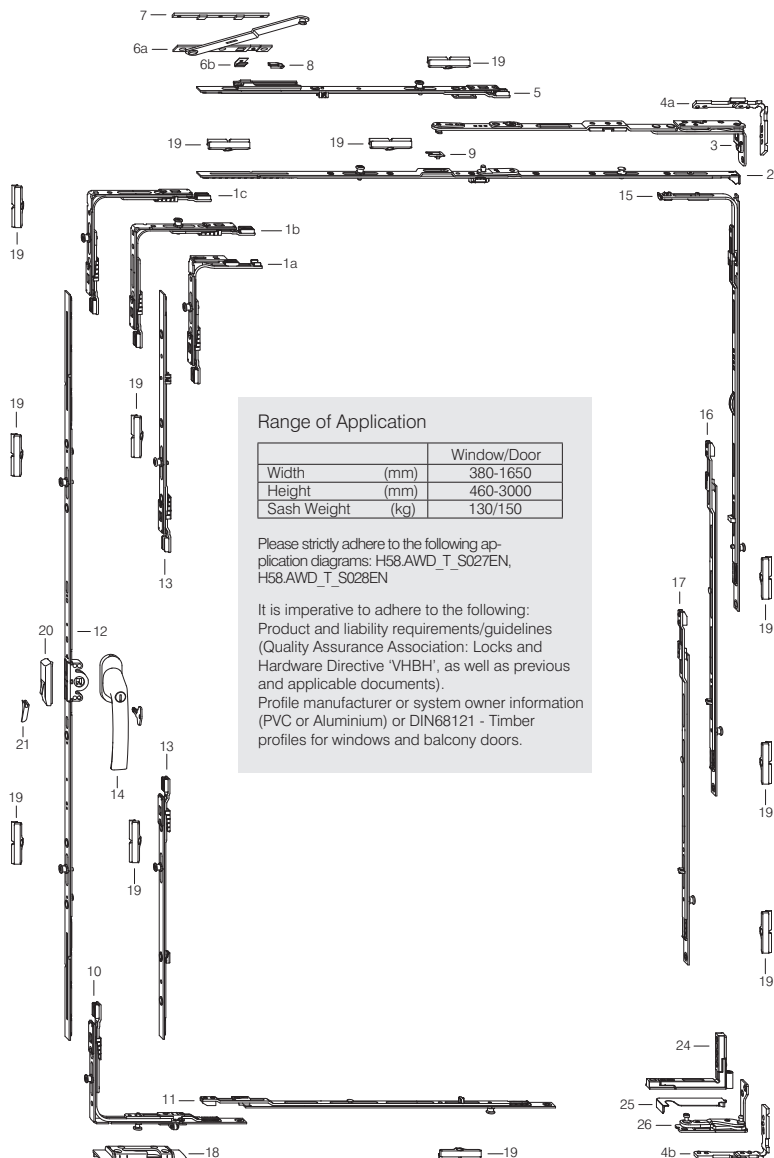 7
6a
6b
8
19
5
4a
19
19
3
9
2
1c
15
19
1b
1a
19
19
16
Range of Application
Window/Door
Width (mm) 380-1650
Height (mm) 460-3000
Sash Weight (kg) 130/150
Please strictly adhere to the following ap-
plication diagrams: H58.AWD_T_S027EN,
H58.AWD_T_S028EN
It is imperative to adhere to the following:
Product and liability requirements/guidelines
(Quality Assurance Association: Locks and
Hardware Directive ‘VHBH’, as well as previous
and applicable documents).
Profile manufacturer or system owner information
(PVC or Aluminium) or DIN68121 - Timber
profiles for windows and balcony doors.
13
17
19
20
12
21
14
13
19
19
19
19
10
24
11
25
26
18
19
4b